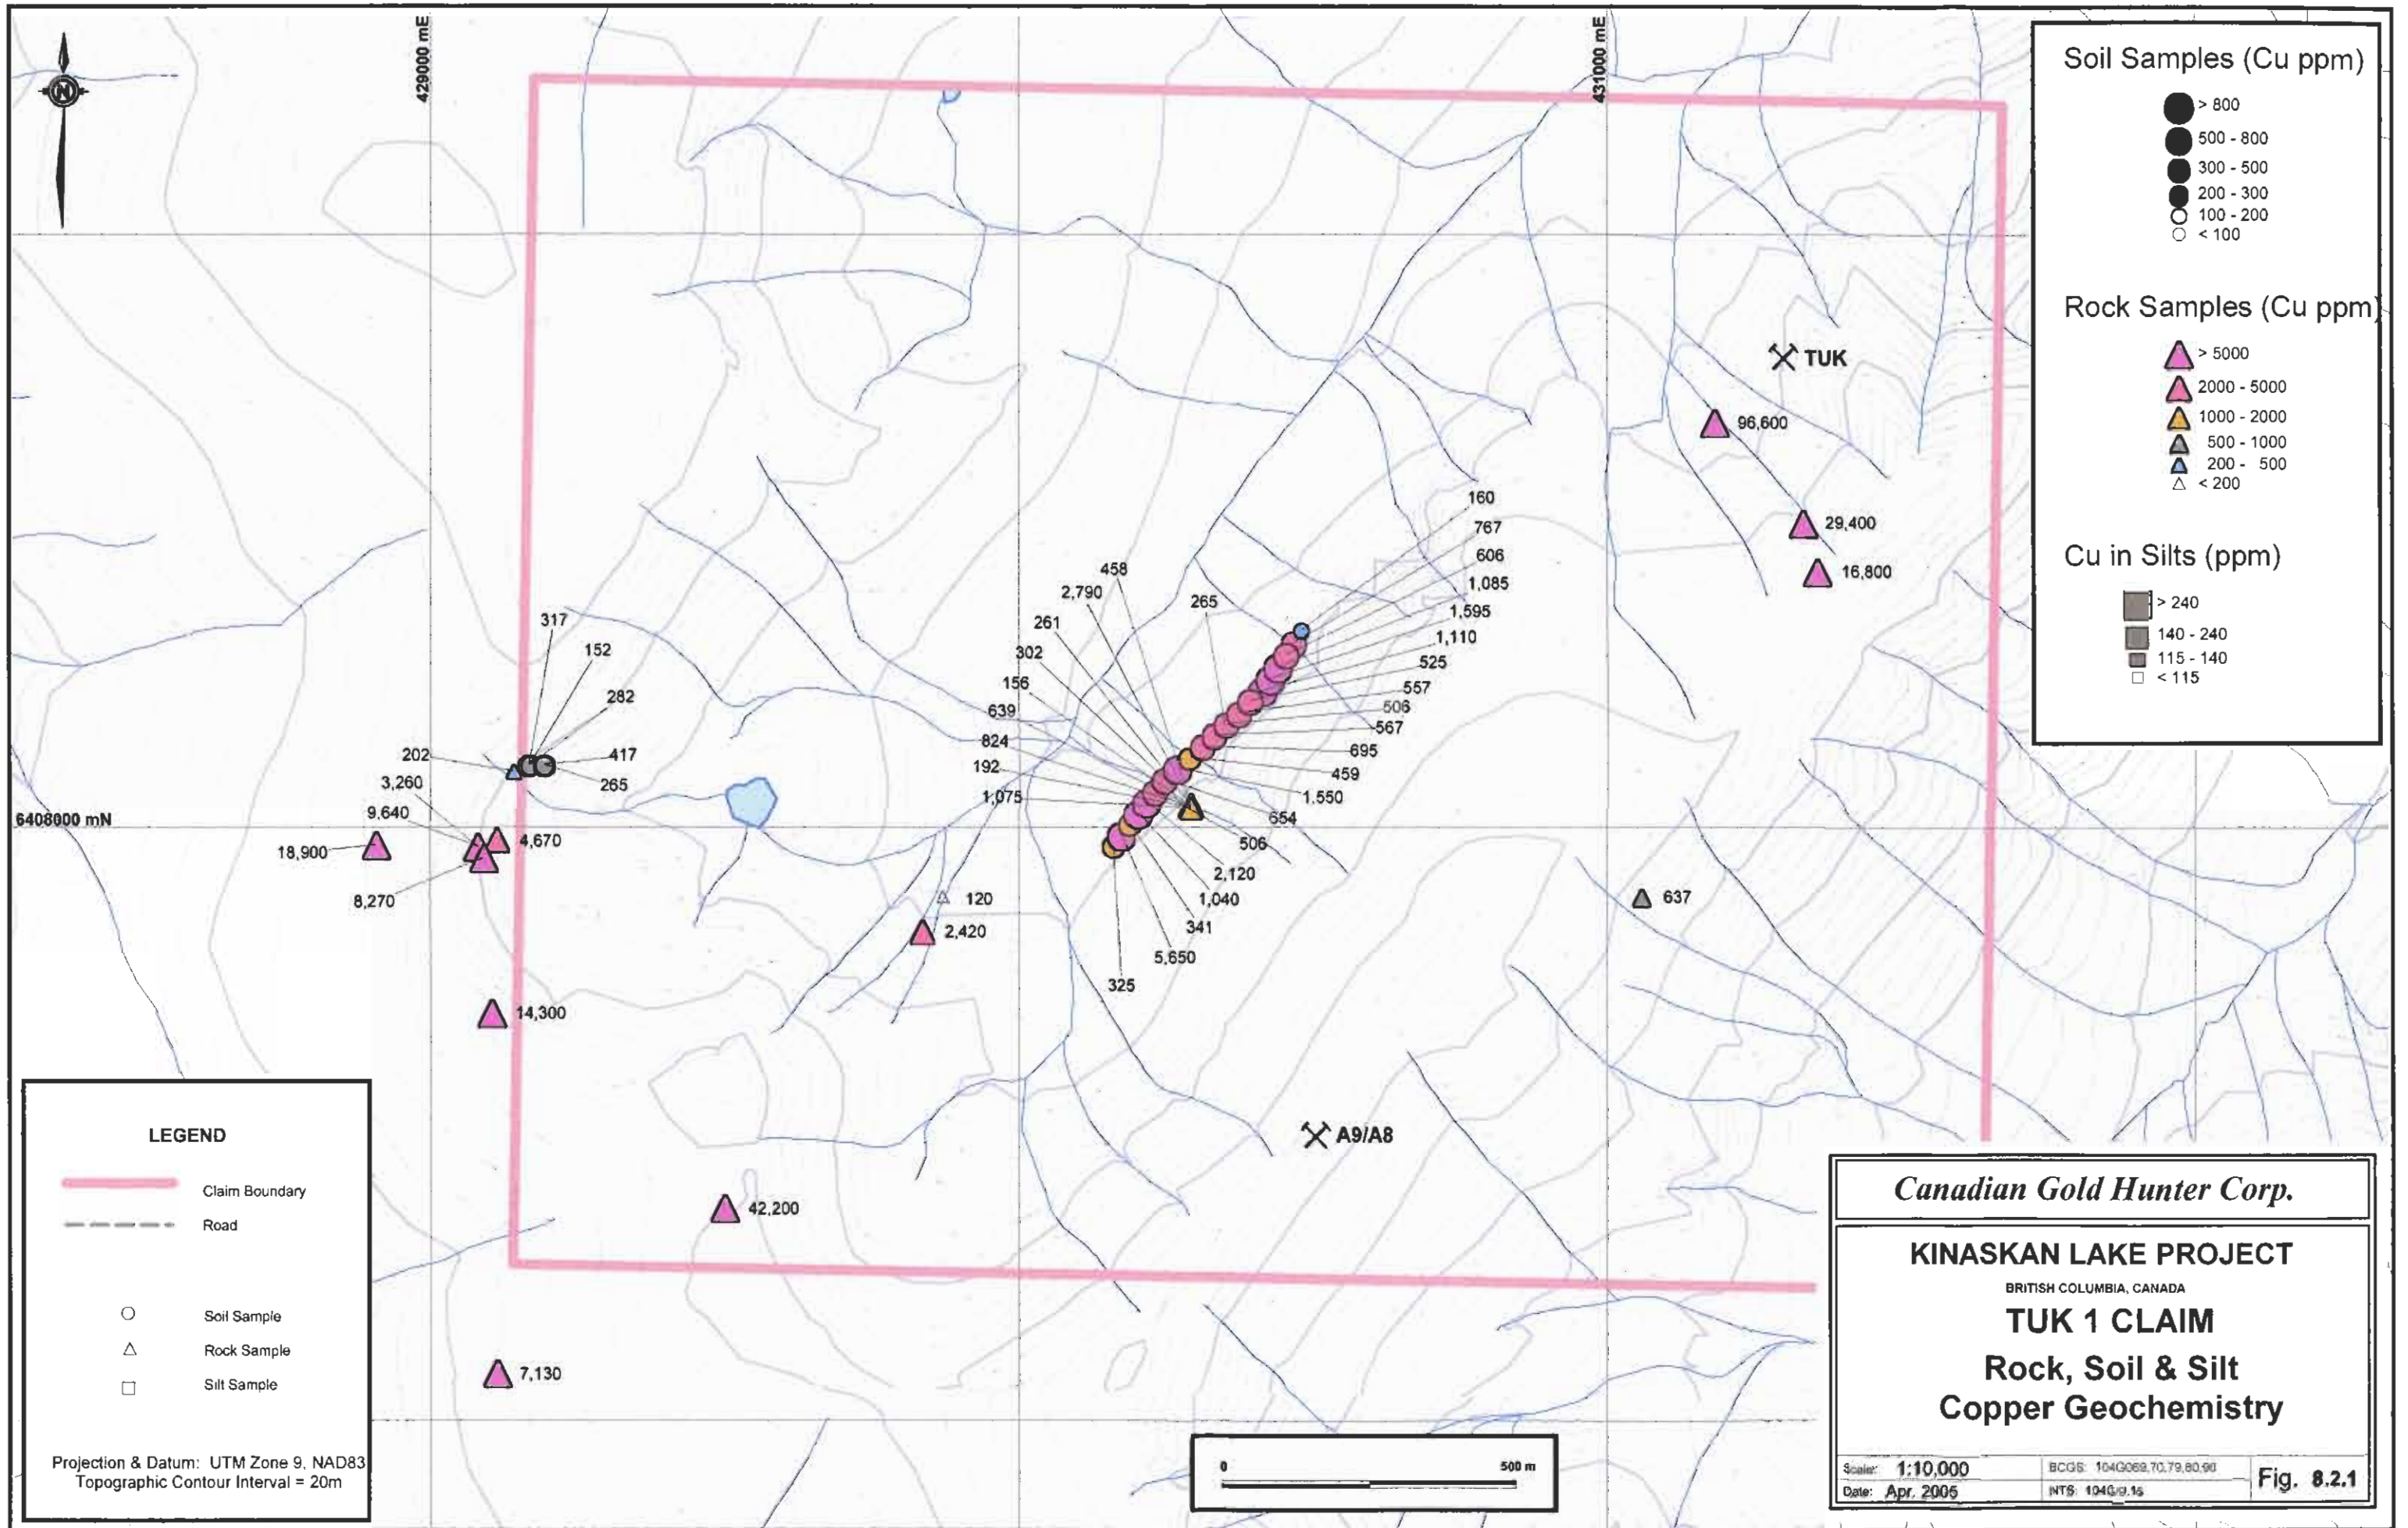 N
429000 mE
431000 mE
6408000 mN
Soil Samples (Cu ppm)
> 800
500 - 800
300 - 500
200 - 300
100 - 200
< 100
Rock Samples (Cu ppm)
> 5000
2000 - 5000
1000 - 2000
500 - 1000
200 - 500
< 200
Cu in Silts (ppm)
> 240
140 - 240
115 - 140
< 115
TUK
96,600
29,400
16,800
160
767
606
1,085
1,595
1,110
525
557
506
567
695
459
1,550
654
506
2,120
1,040
341
5,650
325
458
2,790
265
261
302
156
639
824
192
1,075
317
152
282
417
265
202
3,260
9,640
4,670
18,900
8,270
120
2,420
637
14,300
A9/A8
42,200
7,130
LEGEND
Claim Boundary
Road
Soil Sample
Rock Sample
Silt Sample
Projection & Datum: UTM Zone 9, NAD83
Topographic Contour Interval = 20m
0 500 m
Canadian Gold Hunter Corp.
KINASKAN LAKE PROJECT
BRITISH COLUMBIA, CANADA
TUK 1 CLAIM
Rock, Soil & Silt
Copper Geochemistry
Scale: 1:10,000
BCGS: 104G069,70,79,80,90
Date: Apr. 2005
NTS:
Fig. 8.2.1